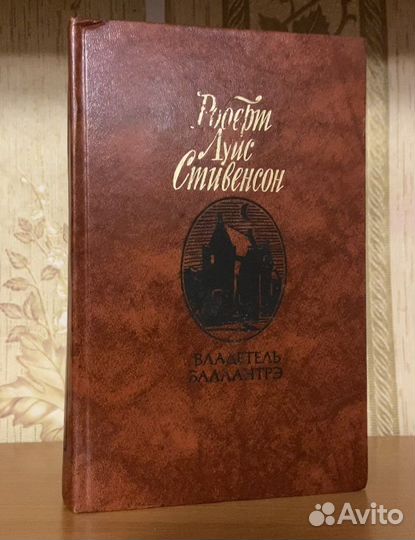 Роберт
Луис
Стивенсон
ВЛАДЕТЕЛЬ
БАЛЛАНТРЭ
Avito